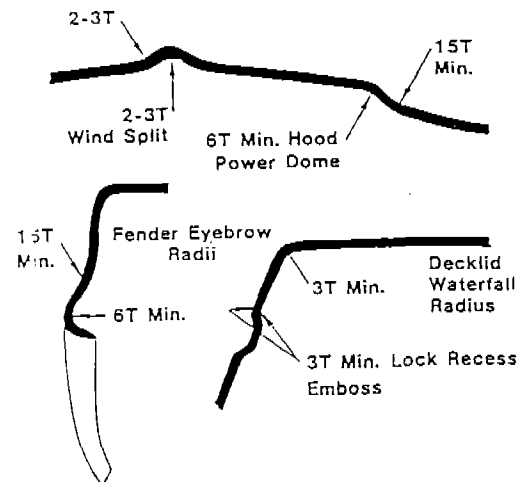 2-3T
15T
Min.
2-3T
Wind Split
6T Min. Hood
Power Dome
15T
Min.
Fender Eyebrow
Radii
6T Min.
3T Min.
Decklid
Waterfall
Radius
3T Min. Lock Recess
Emboss